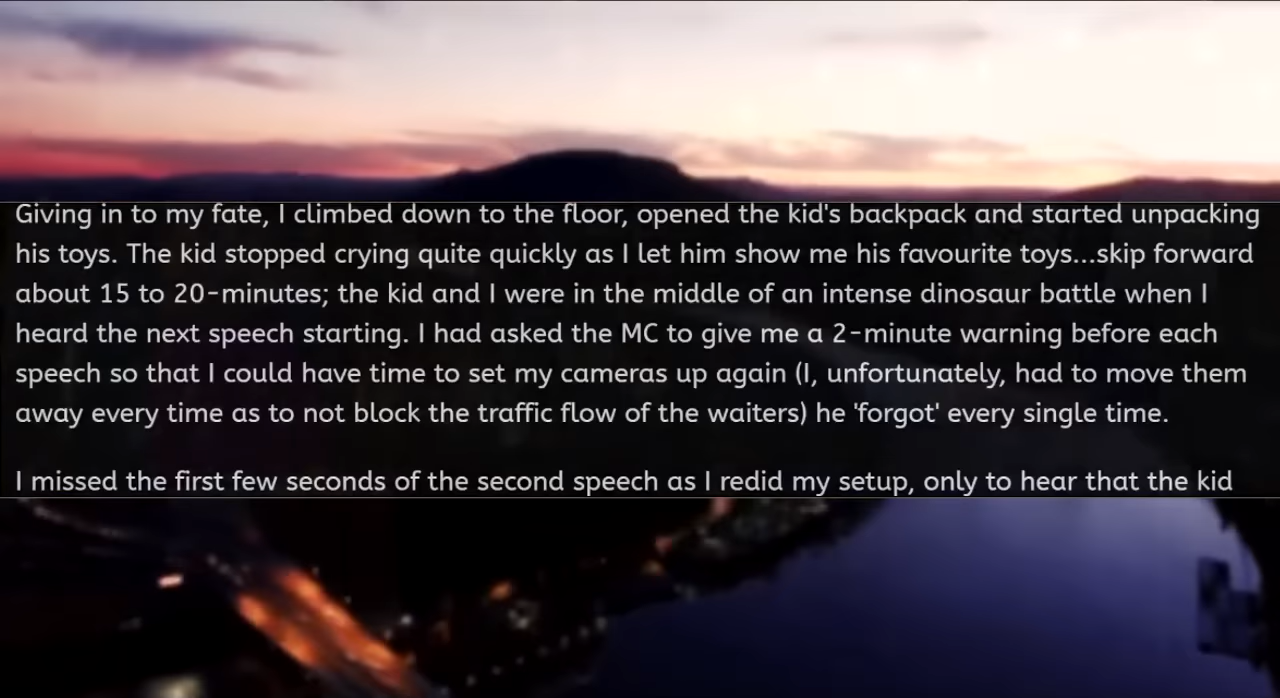 Giving in to my fate, I climbed down to the floor, opened the kid's backpack and started unpacking
his toys. The kid stopped crying quite quickly as I let him show me his favourite toys...skip forward
about 15 to 20-minutes; the kid and I were in the middle of an intense dinosaur battle when I
heard the next speech starting. I had asked the MC to give me a 2-minute warning before each
speech so that I could have time to set my cameras up again (I, unfortunately, had to move them
away every time as to not block the traffic flow of the waiters) he 'forgot' every single time.
I missed the first few seconds of the second speech as I redid my setup, only to hear that the kid